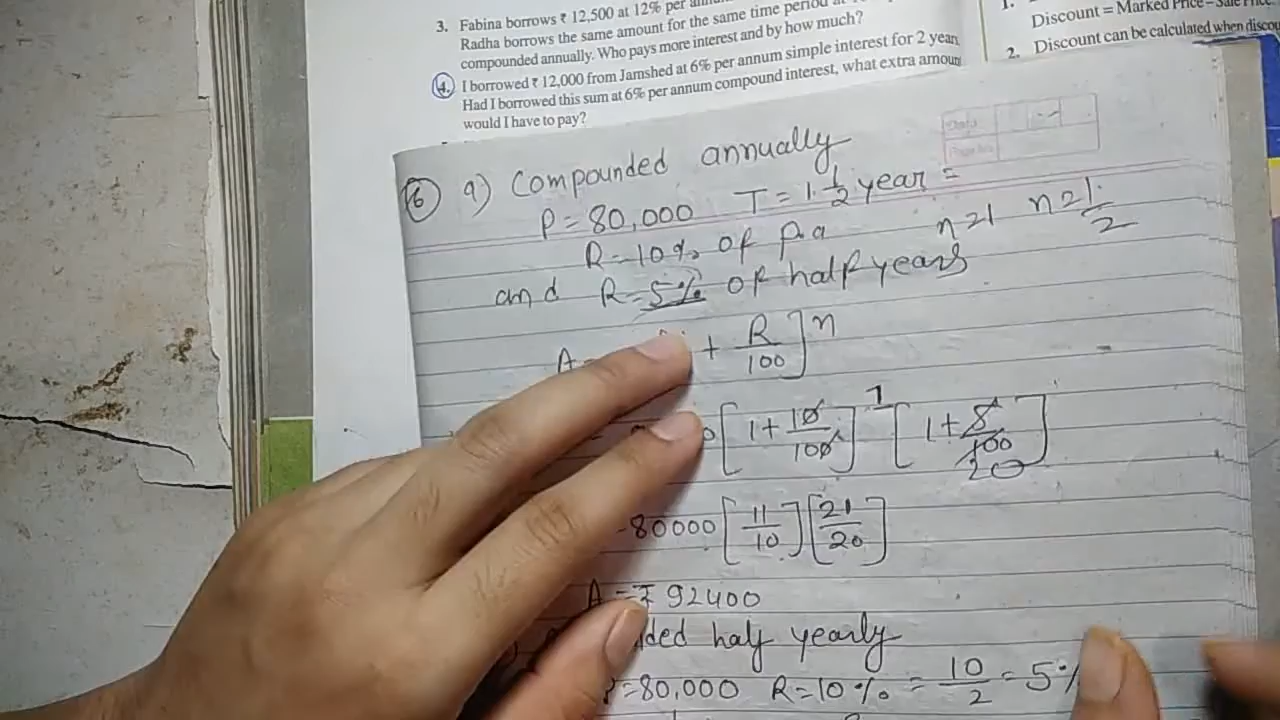 3. Fabina borrows ₹ 12,500 at 12% per
Radha borrows the same amount for the same time period
compounded annually. Who pays more interest and by how much?
4. I borrowed ₹ 12,000 from Jamshed at 6% per annum simple interest for 2 years
Had I borrowed this sum at 6% per annum compound interest, what extra amount
would I have to pay?
1.
Discount = Marked Price – Sale Price
2. Discount can be calculated when
Date
Page No.
6 a) Compounded annually
P = 80,000 T = 1 1/2 year =
R = 10% of p.a n=1 n=1/2
and R = 5% of half years
+ R/100]^n
[1 + 10/100]^1 [1 + 5/100]
20
80000 [11/10] [21/20]
A = ₹ 92400
half yearly
=80,000 R = 10% = 10/2 = 5%